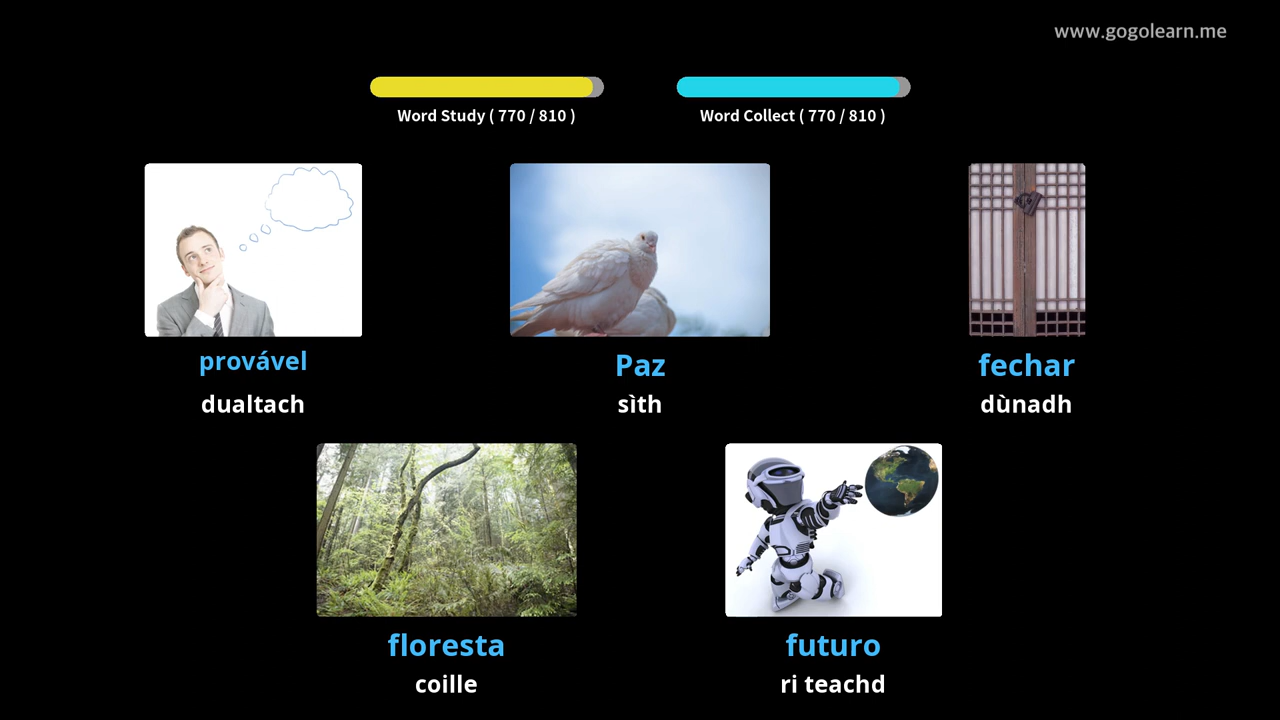 www.gogolearn.me
Word Study ( 770 / 810 )
Word Collect ( 770 / 810 )
provável
Paz
fechar
dualtach
sìth
dùnadh
floresta
futuro
coille
ri teachd